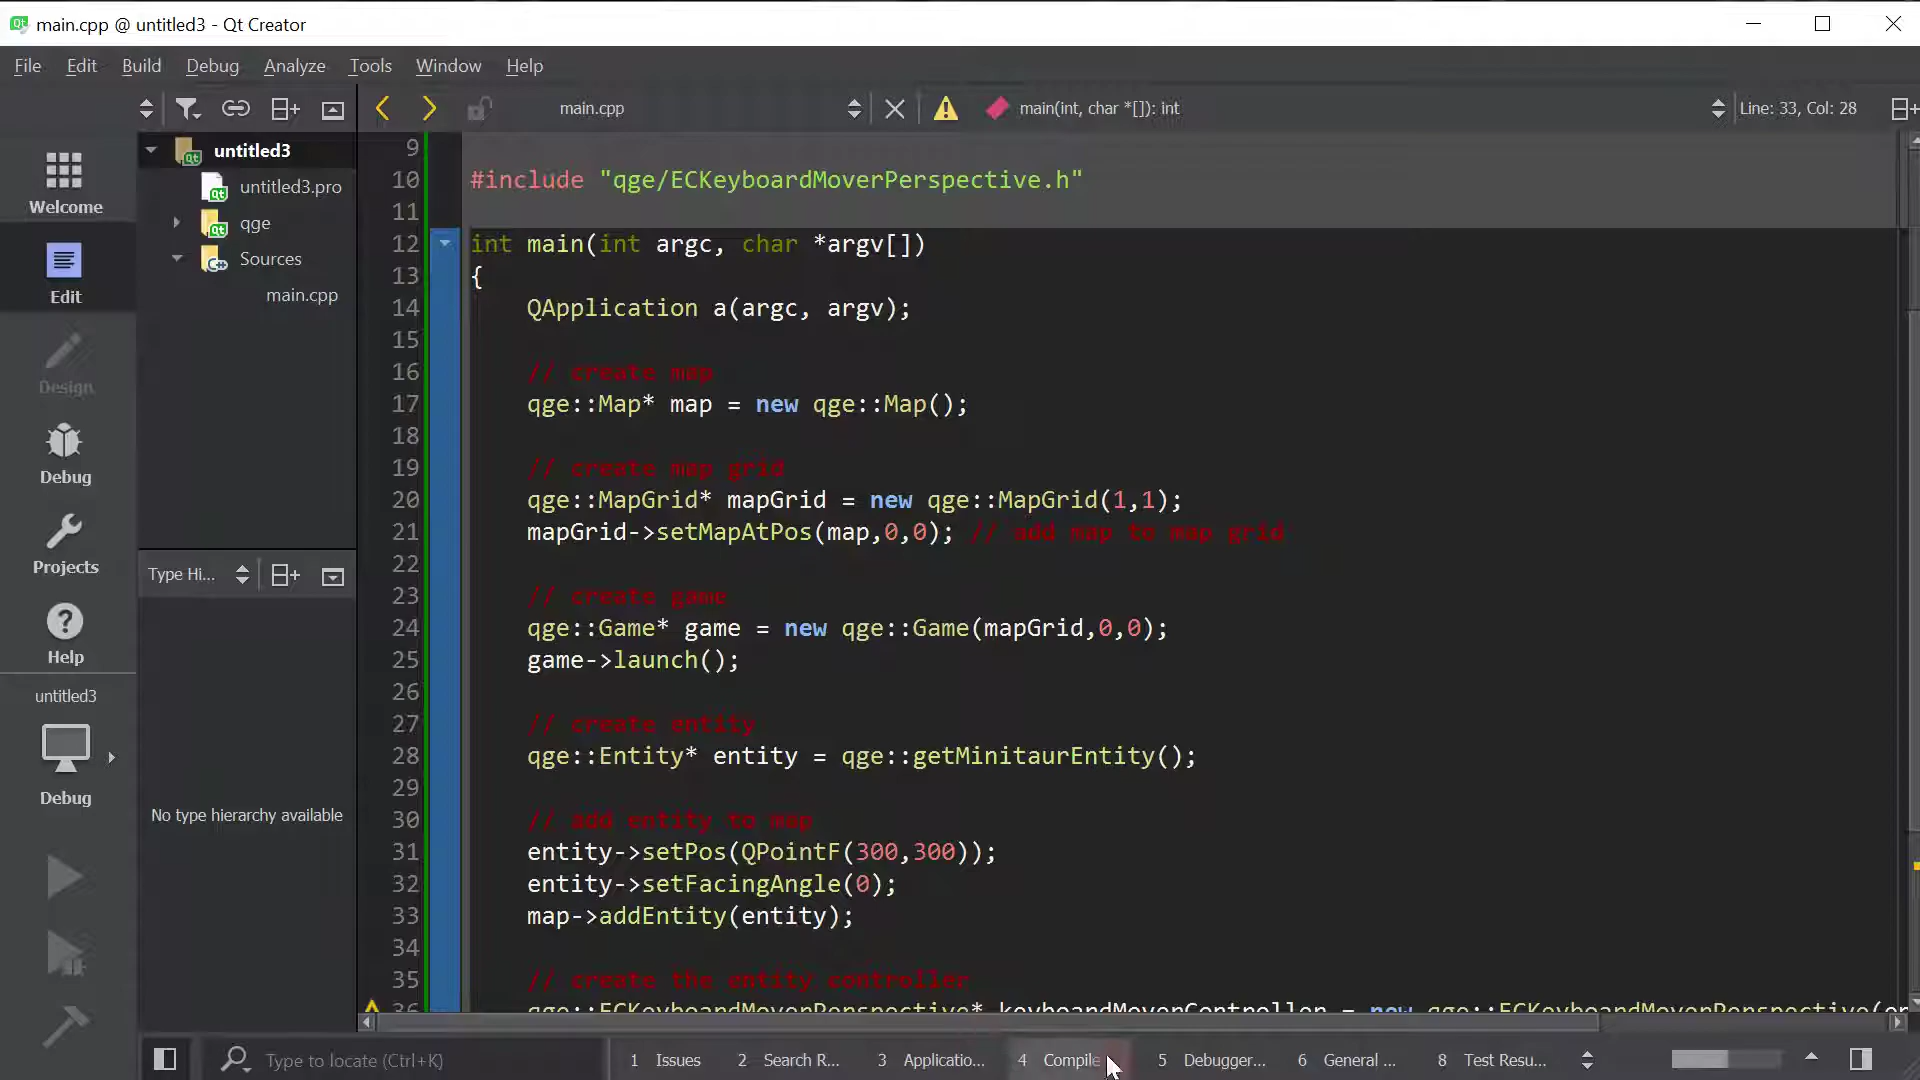 main.cpp @ untitled3 - Qt Creator
File Edit Build Debug Analyze Tools Window Help
main.cpp main(int, char *[]): int Line: 33, Col: 28
Welcome
Edit
Design
Debug
Projects
Help
untitled3
Debug
untitled3
untitled3.pro
qge
Sources
main.cpp
Type Hi...
No type hierarchy available
9
10 #include "qge/ECKeyboardMoverPerspective.h"
11
12 int main(int argc, char *argv[])
13 {
14 QApplication a(argc, argv);
15
16 // create map
17 qge::Map* map = new qge::Map();
18
19 // create map grid
20 qge::MapGrid* mapGrid = new qge::MapGrid(1,1);
21 mapGrid->setMapAtPos(map,0,0); // add map to map grid
22
23 // create game
24 qge::Game* game = new qge::Game(mapGrid,0,0);
25 game->launch();
26
27 // create entity
28 qge::Entity* entity = qge::getMinitaurEntity();
29
30 // add entity to map
31 entity->setPos(QPointF(300,300));
32 entity->setFacingAngle(0);
33 map->addEntity(entity);
34
35 // create the entity controller
36 qge::ECKeyboardMoverPerspective* keyboardMoverController = new qge::ECKeyboardMoverPerspective(en
Type to locate (Ctrl+K) 1 Issues 2 Search R... 3 Applicatio... 4 Compile 5 Debugger... 6 General ... 8 Test Resu...